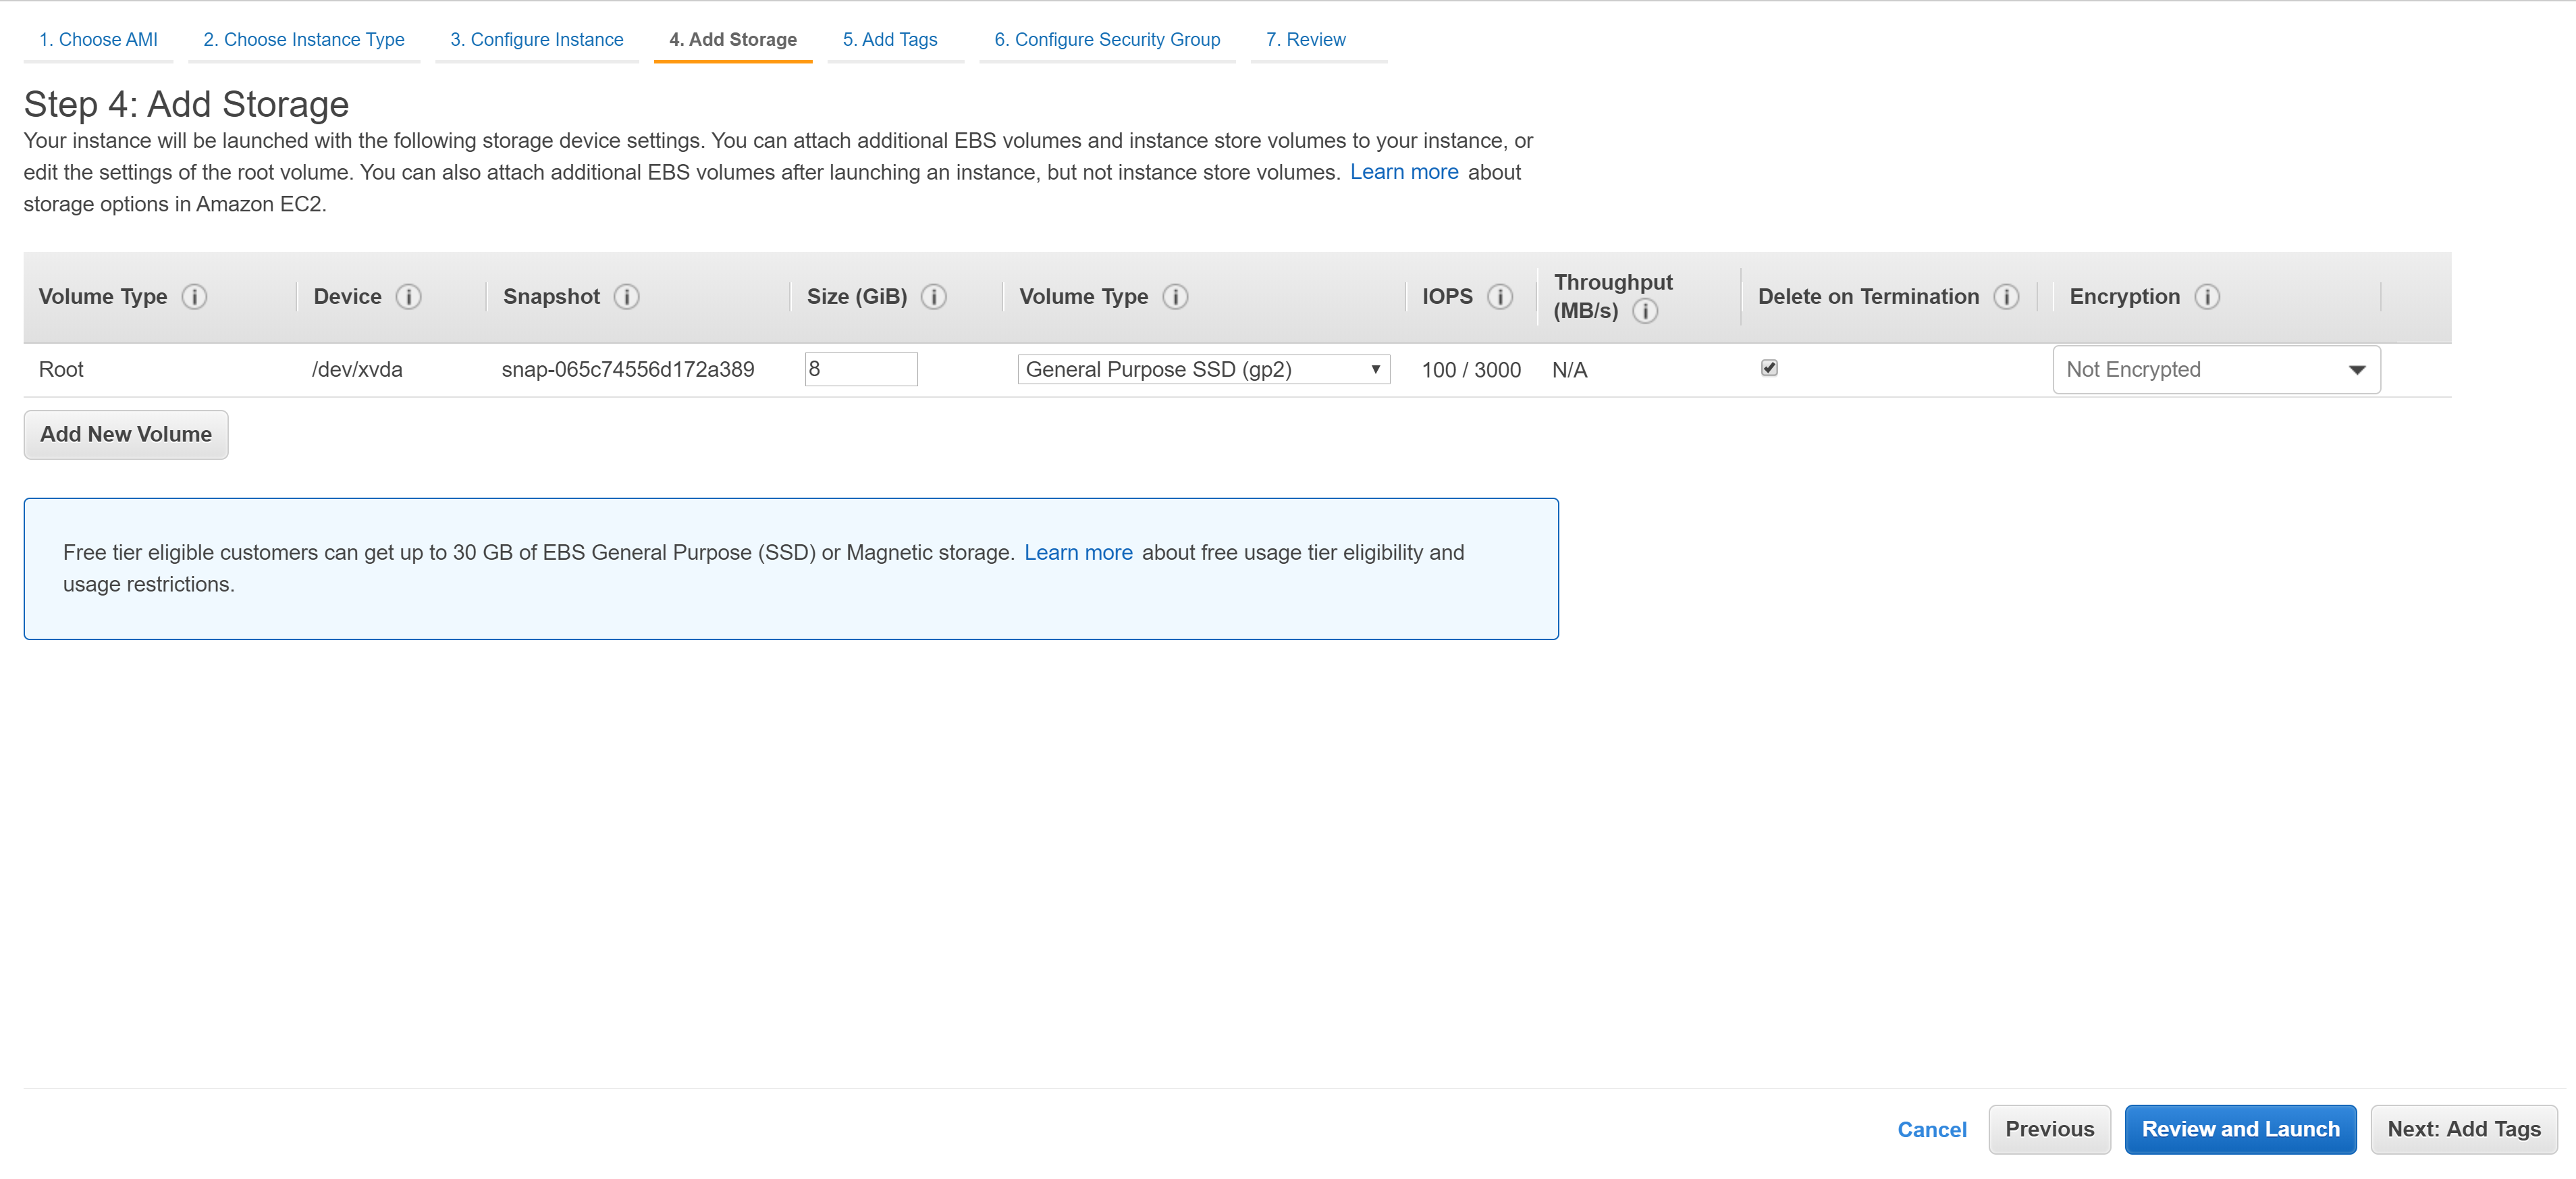 1. Choose AMI 2. Choose Instance Type 3. Configure Instance 4. Add Storage 5. Add Tags 6. Configure Security Group 7. Review
Step 4: Add Storage
Your instance will be launched with the following storage device settings. You can attach additional EBS volumes and instance store volumes to your instance, or
edit the settings of the root volume. You can also attach additional EBS volumes after launching an instance, but not instance store volumes. Learn more about
storage options in Amazon EC2.
Volume Type i Device i Snapshot i Size (GiB) i Volume Type i IOPS i Throughput (MB/s) i Delete on Termination i Encryption i
Root /dev/xvda snap-065c74556d172a389 8 General Purpose SSD (gp2) 100 / 3000 N/A Not Encrypted
Add New Volume
Free tier eligible customers can get up to 30 GB of EBS General Purpose (SSD) or Magnetic storage. Learn more about free usage tier eligibility and
usage restrictions.
Cancel Previous Review and Launch Next: Add Tags